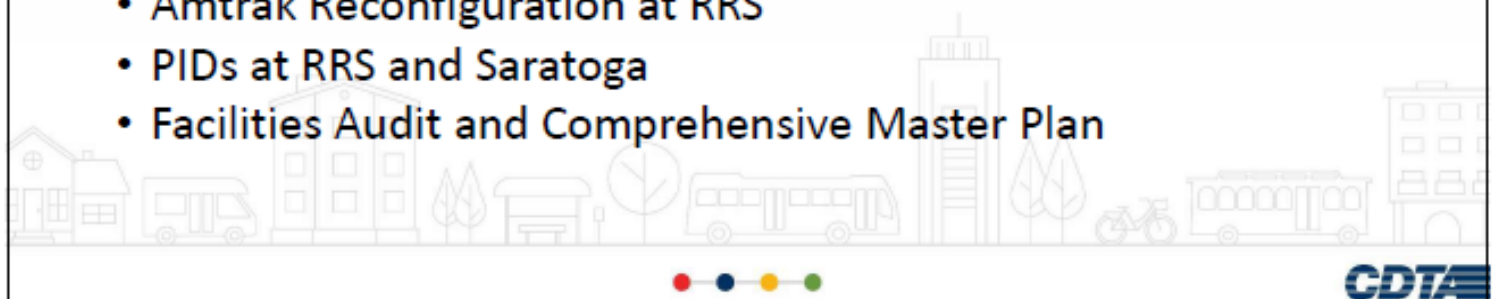 • Amtrak Reconfiguration at RRS
• PIDs at RRS and Saratoga
• Facilities Audit and Comprehensive Master Plan
CDTA